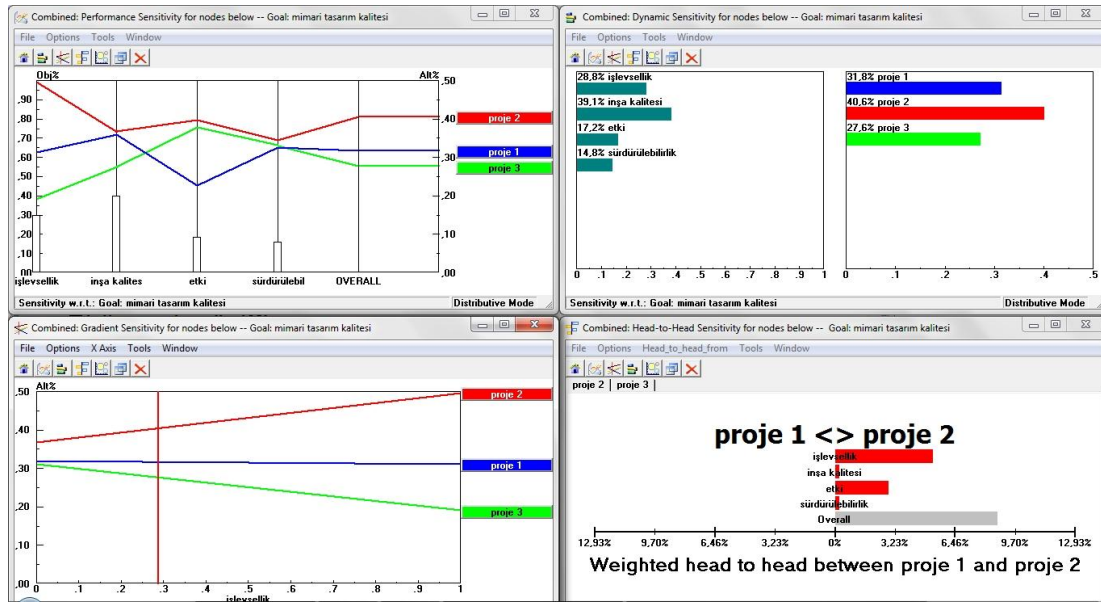 Combined: Performance Sensitivity for nodes below -- Goal: mimari tasarım kalitesi
File Options Tools Window
Obj% Alt%
,50
,90
,80
,40
,70
,60
,30
,50
,40
,20
,30
,20
,10
,10
,00 ,00
proje 2
proje 1
proje 3
işlevsellik inşa kalites etki sürdürülebil OVERALL
Sensitivity w.r.t.: Goal: mimari tasarım kalitesi Distributive Mode
Combined: Dynamic Sensitivity for nodes below -- Goal: mimari tasarım kalitesi
File Options Tools Window
28,8% işlevsellik
39,1% inşa kalitesi
17,2% etki
14,8% sürdürülebilirlik
0 .1 .2 .3 .4 .5 .6 .7 .8 .9 1
31,8% proje 1
40,6% proje 2
27,6% proje 3
0 .1 .2 .3 .4 .5
Sensitivity w.r.t.: Goal: mimari tasarım kalitesi Distributive Mode
Combined: Gradient Sensitivity for nodes below -- Goal: mimari tasarım kalitesi
File Options X Axis Tools Window
Alt%
,50
,40
,30
,20
,10
,00
proje 2
proje 1
proje 3
0 .1 .2 .3 .4 .5 .6 .7 .8 .9 1
işlevsellik
Combined: Head-to-Head Sensitivity for nodes below -- Goal: mimari tasarım kalitesi
File Options Head_to_head_from Tools Window
proje 2 | proje 3 |
proje 1 <> proje 2
işlevsellik
inşa kalitesi
etki
sürdürülebilirlik
Overall
12,93% 9,70% 6,46% 3,23% 0% 3,23% 6,46% 9,70% 12,93%
Weighted head to head between proje 1 and proje 2